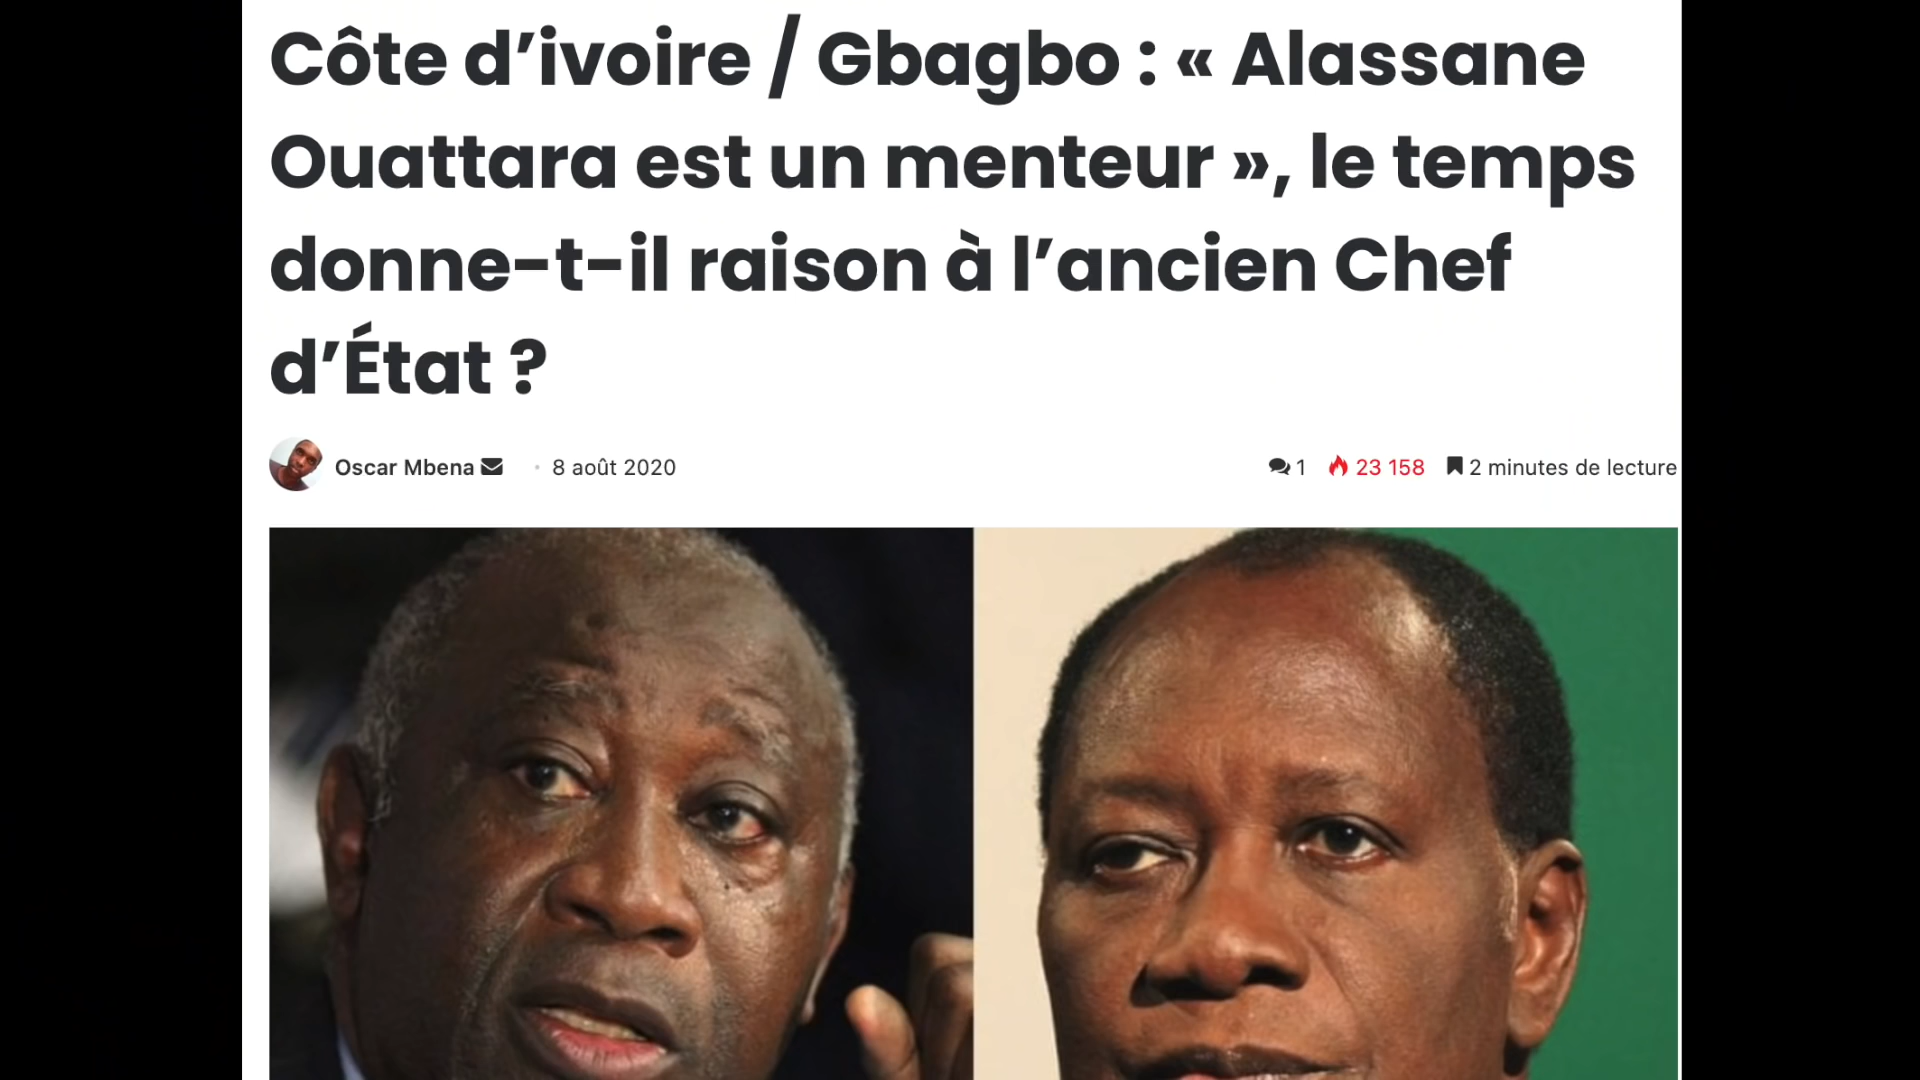 Côte d’ivoire / Gbagbo : « Alassane
Ouattara est un menteur », le temps
donne-t-il raison à l’ancien Chef
d’État ?
Oscar Mbena · 8 août 2020 1 23 158 2 minutes de lecture